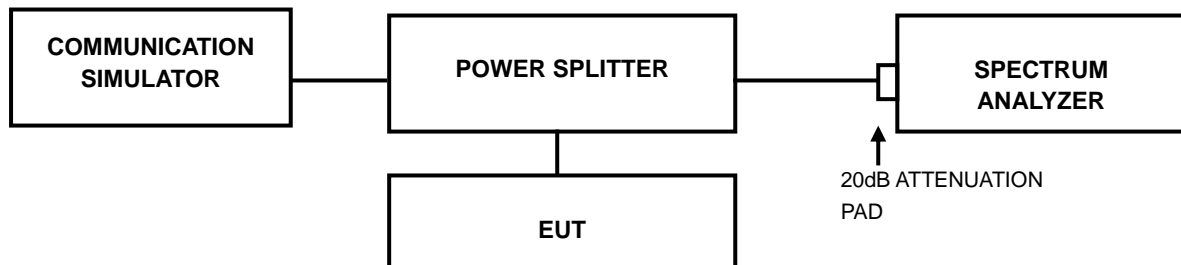 COMMUNICATION
SIMULATOR
POWER SPLITTER
SPECTRUM
ANALYZER
20dB ATTENUATION
PAD
EUT